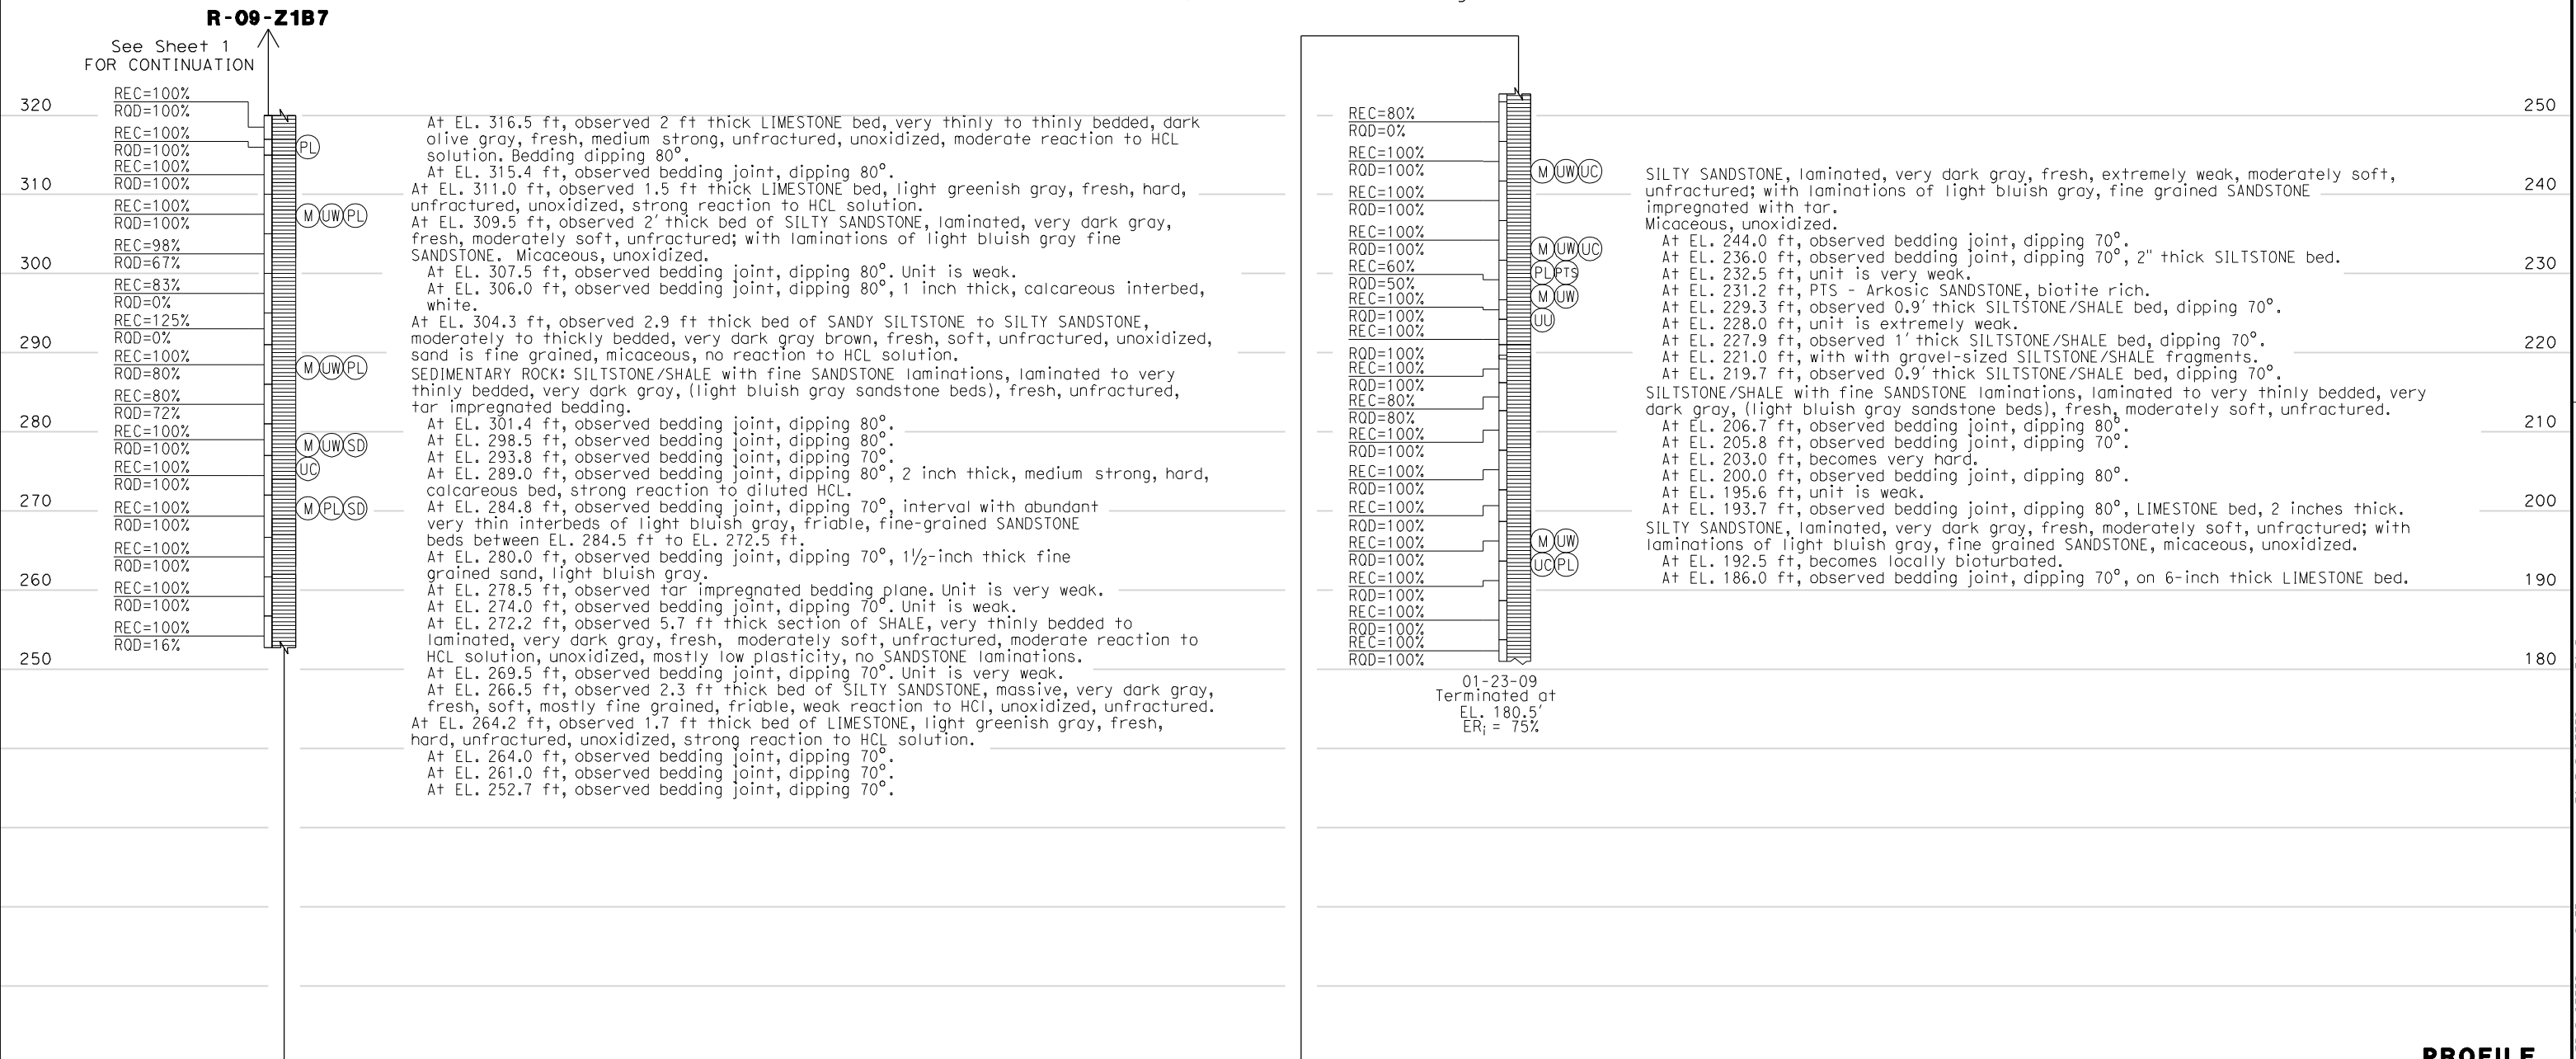 R-09-Z1B7
See Sheet 1
FOR CONTINUATION
320
310
300
290
280
270
260
250
REC=100%
RQD=100%
REC=100%
RQD=100%
REC=100%
RQD=100%
REC=100%
RQD=100%
REC=98%
RQD=67%
REC=83%
RQD=0%
REC=125%
RQD=0%
REC=100%
RQD=80%
REC=80%
RQD=72%
REC=100%
RQD=100%
REC=100%
RQD=100%
REC=100%
RQD=100%
REC=100%
RQD=100%
REC=100%
RQD=100%
REC=100%
RQD=16%
PL
M UW PL
M UW PL
M UW SD
UC
M PL SD
At EL. 316.5 ft, observed 2 ft thick LIMESTONE bed, very thinly to thinly bedded, dark
olive gray, fresh, medium strong, unfractured, unoxidized, moderate reaction to HCL
solution. Bedding dipping 80°.
At EL. 315.4 ft, observed bedding joint, dipping 80°.
At EL. 311.0 ft, observed 1.5 ft thick LIMESTONE bed, light greenish gray, fresh, hard,
unfractured, unoxidized, strong reaction to HCL solution.
At EL. 309.5 ft, observed 2' thick bed of SILTY SANDSTONE, laminated, very dark gray,
fresh, moderately soft, unfractured; with laminations of light bluish gray fine
SANDSTONE. Micaceous, unoxidized.
At EL. 307.5 ft, observed bedding joint, dipping 80°. Unit is weak.
At EL. 306.0 ft, observed bedding joint, dipping 80°, 1 inch thick, calcareous interbed,
white.
At EL. 304.3 ft, observed 2.9 ft thick bed of SANDY SILTSTONE to SILTY SANDSTONE,
moderately to thickly bedded, very dark gray brown, fresh, soft, unfractured, unoxidized,
sand is fine grained, micaceous, no reaction to HCL solution.
SEDIMENTARY ROCK: SILTSTONE/SHALE with fine SANDSTONE laminations, laminated to very
thinly bedded, very dark gray, (light bluish gray sandstone beds), fresh, unfractured,
tar impregnated bedding.
At EL. 301.4 ft, observed bedding joint, dipping 80°.
At EL. 298.5 ft, observed bedding joint, dipping 80°.
At EL. 293.8 ft, observed bedding joint, dipping 70°.
At EL. 289.0 ft, observed bedding joint, dipping 80°, 2 inch thick, medium strong, hard,
calcareous bed, strong reaction to diluted HCL.
At EL. 284.8 ft, observed bedding joint, dipping 70°, interval with abundant
very thin interbeds of light bluish gray, friable, fine-grained SANDSTONE
beds between EL. 284.5 ft to EL. 272.5 ft.
At EL. 280.0 ft, observed bedding joint, dipping 70°, 1½-inch thick fine
grained sand, light bluish gray.
At EL. 278.5 ft, observed tar impregnated bedding plane. Unit is very weak.
At EL. 274.0 ft, observed bedding joint, dipping 70°. Unit is weak.
At EL. 272.2 ft, observed 5.7 ft thick section of SHALE, very thinly bedded to
laminated, very dark gray, fresh, moderately soft, unfractured, moderate reaction to
HCL solution, unoxidized, mostly low plasticity, no SANDSTONE laminations.
At EL. 269.5 ft, observed bedding joint, dipping 70°. Unit is very weak.
At EL. 266.5 ft, observed 2.3 ft thick bed of SILTY SANDSTONE, massive, very dark gray,
fresh, soft, mostly fine grained, friable, weak reaction to HCl, unoxidized, unfractured.
At EL. 264.2 ft, observed 1.7 ft thick bed of LIMESTONE, light greenish gray, fresh,
hard, unfractured, unoxidized, strong reaction to HCL solution.
At EL. 264.0 ft, observed bedding joint, dipping 70°.
At EL. 261.0 ft, observed bedding joint, dipping 70°.
At EL. 252.7 ft, observed bedding joint, dipping 70°.
REC=80%
RQD=0%
REC=100%
RQD=100%
REC=100%
RQD=100%
REC=100%
RQD=100%
REC=60%
RQD=50%
REC=100%
RQD=100%
REC=100%
RQD=100%
REC=100%
RQD=100%
REC=80%
RQD=80%
REC=100%
RQD=100%
REC=100%
RQD=100%
REC=100%
RQD=100%
REC=100%
RQD=100%
REC=100%
RQD=100%
REC=100%
RQD=100%
REC=100%
RQD=100%
M UW UC
M UW UC
PL PTS
M UW
UU
M UW
UC PL
01-23-09
Terminated at
EL. 180.5'
ERi = 75%
SILTY SANDSTONE, laminated, very dark gray, fresh, extremely weak, moderately soft,
unfractured; with laminations of light bluish gray, fine grained SANDSTONE
impregnated with tar.
Micaceous, unoxidized.
At EL. 244.0 ft, observed bedding joint, dipping 70°.
At EL. 236.0 ft, observed bedding joint, dipping 70°, 2" thick SILTSTONE bed.
At EL. 232.5 ft, unit is very weak.
At EL. 231.2 ft, PTS - Arkosic SANDSTONE, biotite rich.
At EL. 229.3 ft, observed 0.9' thick SILTSTONE/SHALE bed, dipping 70°.
At EL. 228.0 ft, unit is extremely weak.
At EL. 227.9 ft, observed 1' thick SILTSTONE/SHALE bed, dipping 70°.
At EL. 221.0 ft, with with gravel-sized SILTSTONE/SHALE fragments.
At EL. 219.7 ft, observed 0.9' thick SILTSTONE/SHALE bed, dipping 70°.
SILTSTONE/SHALE with fine SANDSTONE laminations, laminated to very thinly bedded, very
dark gray, (light bluish gray sandstone beds), fresh, moderately soft, unfractured.
At EL. 206.7 ft, observed bedding joint, dipping 80°.
At EL. 205.8 ft, observed bedding joint, dipping 70°.
At EL. 203.0 ft, becomes very hard.
At EL. 200.0 ft, observed bedding joint, dipping 80°.
At EL. 195.6 ft, unit is weak.
At EL. 193.7 ft, observed bedding joint, dipping 80°, LIMESTONE bed, 2 inches thick.
SILTY SANDSTONE, laminated, very dark gray, fresh, moderately soft, unfractured; with
laminations of light bluish gray, fine grained SANDSTONE, micaceous, unoxidized.
At EL. 192.5 ft, becomes locally bioturbated.
At EL. 186.0 ft, observed bedding joint, dipping 70°, on 6-inch thick LIMESTONE bed.
250
240
230
220
210
200
190
180
PROFILE